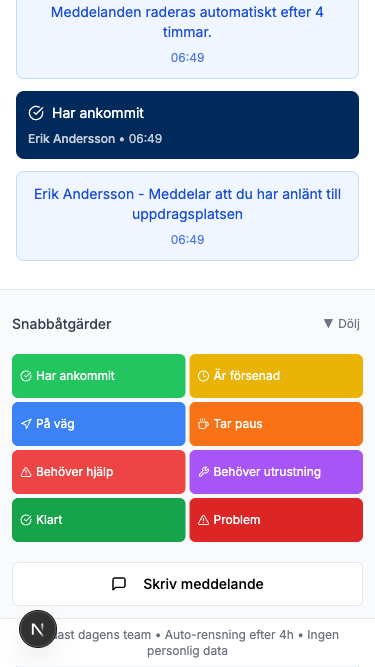 Meddelanden raderas automatiskt efter 4
timmar.
06:49
Har ankommit
Erik Andersson • 06:49
Erik Andersson - Meddelar att du har anlänt till
uppdragsplatsen
06:49
Snabbåtgärder
▼ Dölj
Har ankommit
Är försenad
På väg
Tar paus
Behöver hjälp
Behöver utrustning
Klart
Problem
Skriv meddelande
N
dagens team • Auto-rensning efter 4h • Ingen
personlig data